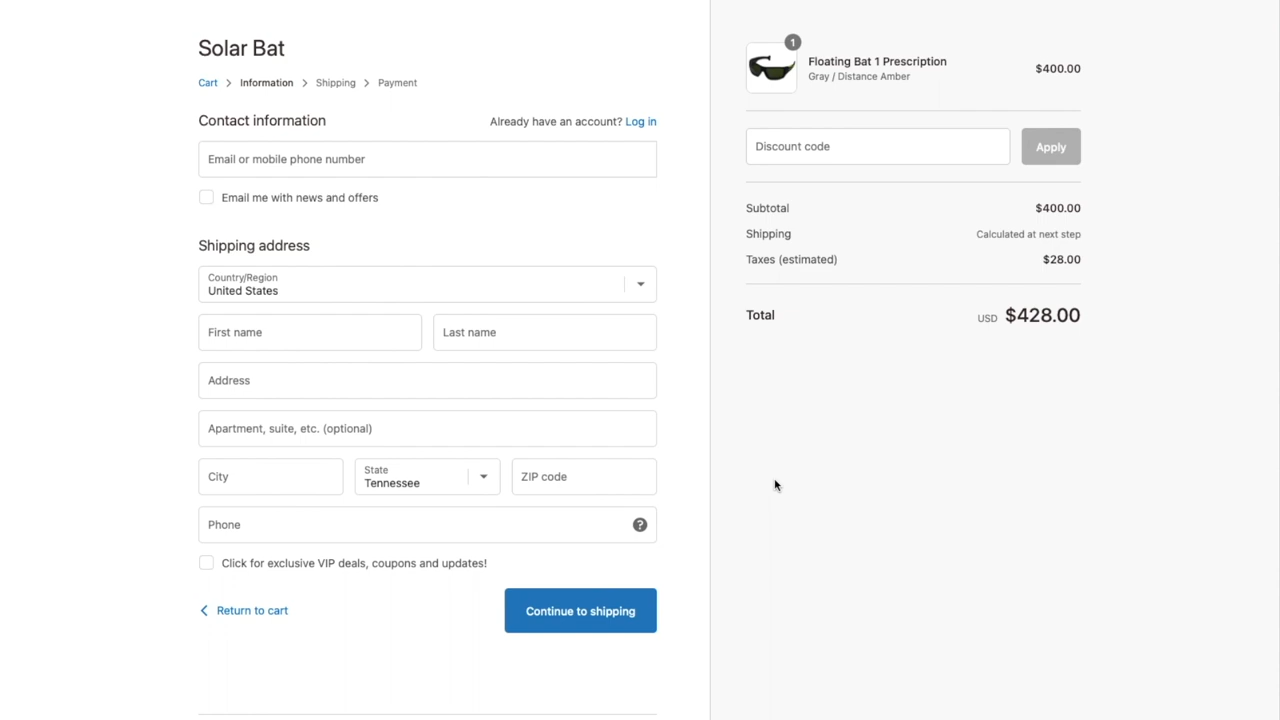 Solar Bat
Cart > Information > Shipping > Payment
Contact information
Already have an account? Log in
Email or mobile phone number
Email me with news and offers
Shipping address
Country/Region
United States
First name
Last name
Address
Apartment, suite, etc. (optional)
City
State
Tennessee
ZIP code
Phone
?
Click for exclusive VIP deals, coupons and updates!
Return to cart
Continue to shipping
1
Floating Bat 1 Prescription
Gray / Distance Amber
$400.00
Discount code
Apply
Subtotal $400.00
Shipping Calculated at next step
Taxes (estimated) $28.00
Total USD $428.00